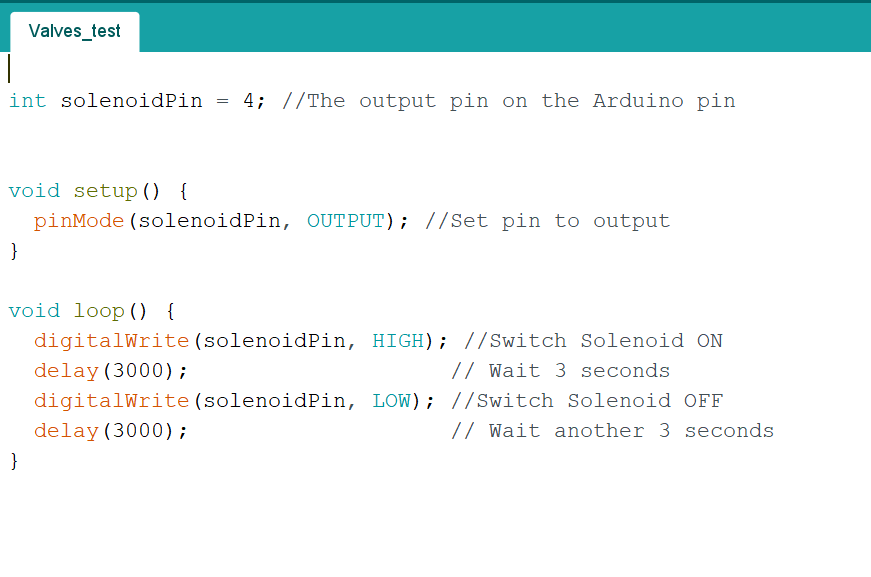 Valves_test
int solenoidPin = 4; //The output pin on the Arduino pin
void setup() {
  pinMode(solenoidPin, OUTPUT); //Set pin to output
}
void loop() {
  digitalWrite(solenoidPin, HIGH); //Switch Solenoid ON
  delay(3000);                    // Wait 3 seconds
  digitalWrite(solenoidPin, LOW); //Switch Solenoid OFF
  delay(3000);                    // Wait another 3 seconds
}